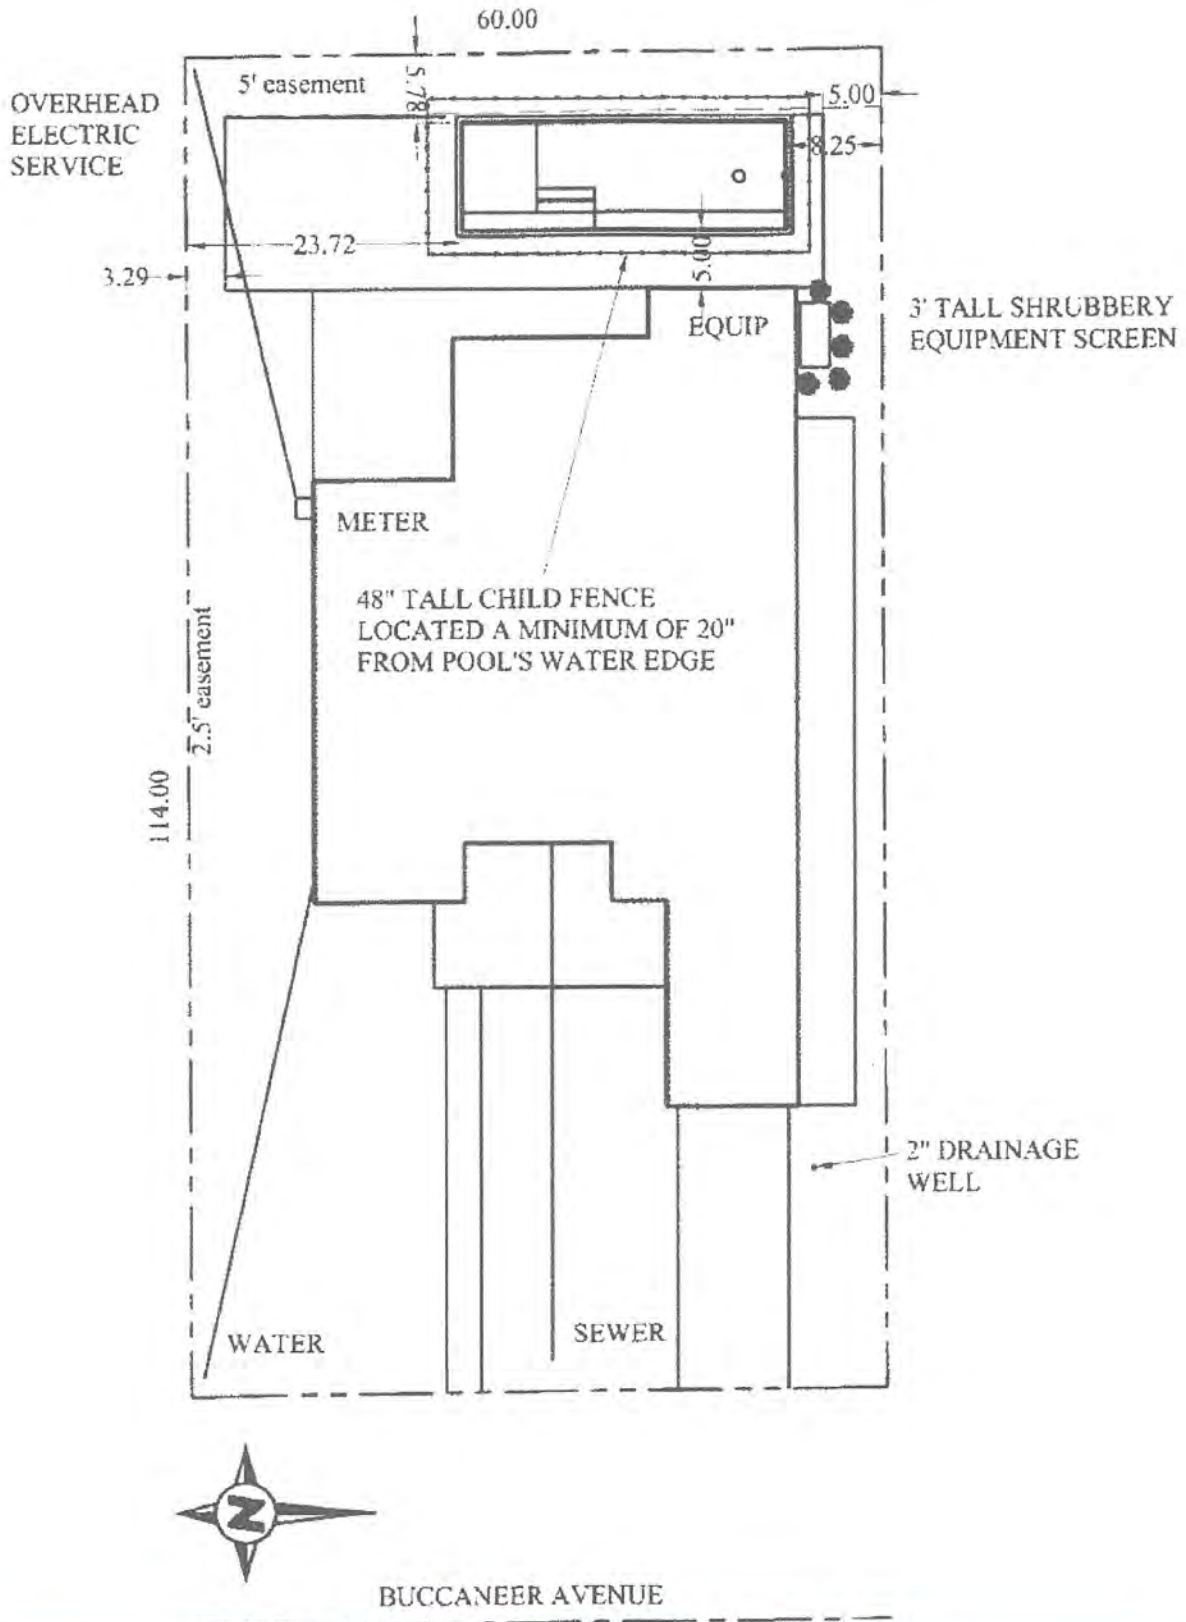 60.00
5' easement
5.78
5.00
OVERHEAD
ELECTRIC
SERVICE
8.25
23.72
5.00
3.29
EQUIP
3' TALL SHRUBBERY
EQUIPMENT SCREEN
METER
48" TALL CHILD FENCE
LOCATED A MINIMUM OF 20"
FROM POOL'S WATER EDGE
2.5' easement
114.00
2" DRAINAGE
WELL
WATER
SEWER
N
BUCCANEER AVENUE